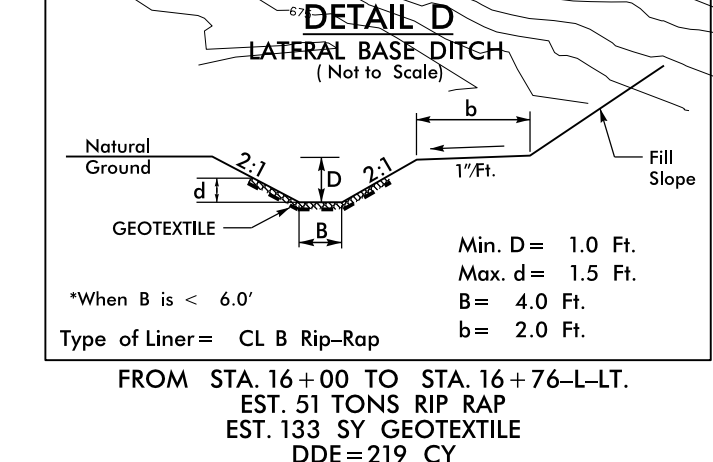 675
DETAIL D
LATERAL BASE DITCH
( Not to Scale)
b
Natural
Ground
2:1
D
2:1
1"/Ft.
Fill
Slope
d
GEOTEXTILE
B
Min. D = 1.0 Ft.
Max. d = 1.5 Ft.
*When B is < 6.0'
B = 4.0 Ft.
Type of Liner = CL B Rip-Rap
b = 2.0 Ft.
FROM STA. 16+00 TO STA. 16+76-L-LT.
EST. 51 TONS RIP RAP
EST. 133 SY GEOTEXTILE
DDE = 219 CY